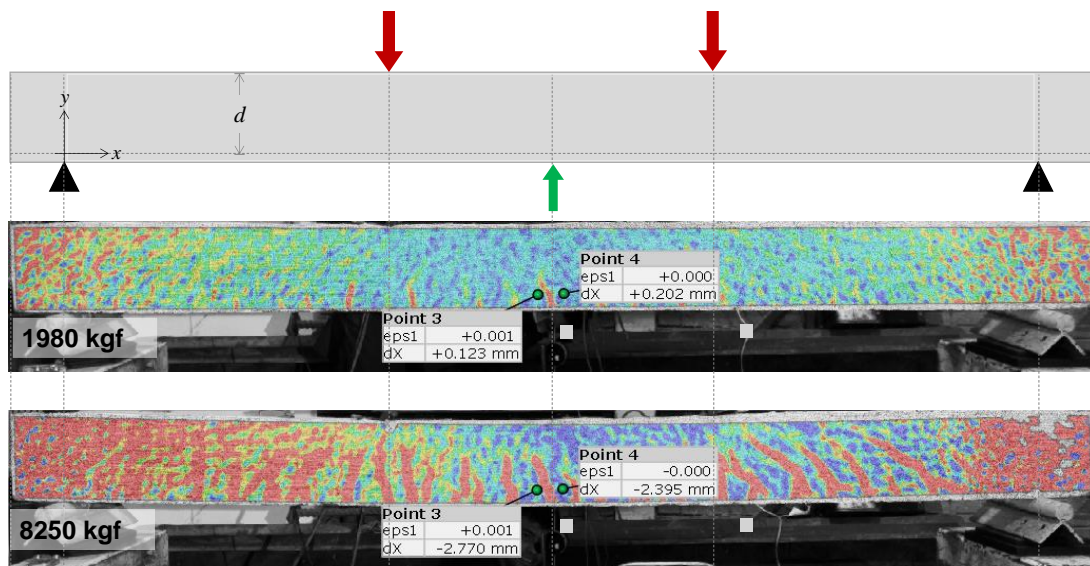 d
y
x
Point 4
eps1 +0.000
dX +0.202 mm
Point 3
eps1 +0.001
dX +0.123 mm
1980 kgf
Point 4
eps1 -0.000
dX -2.395 mm
Point 3
eps1 +0.001
dX -2.770 mm
8250 kgf